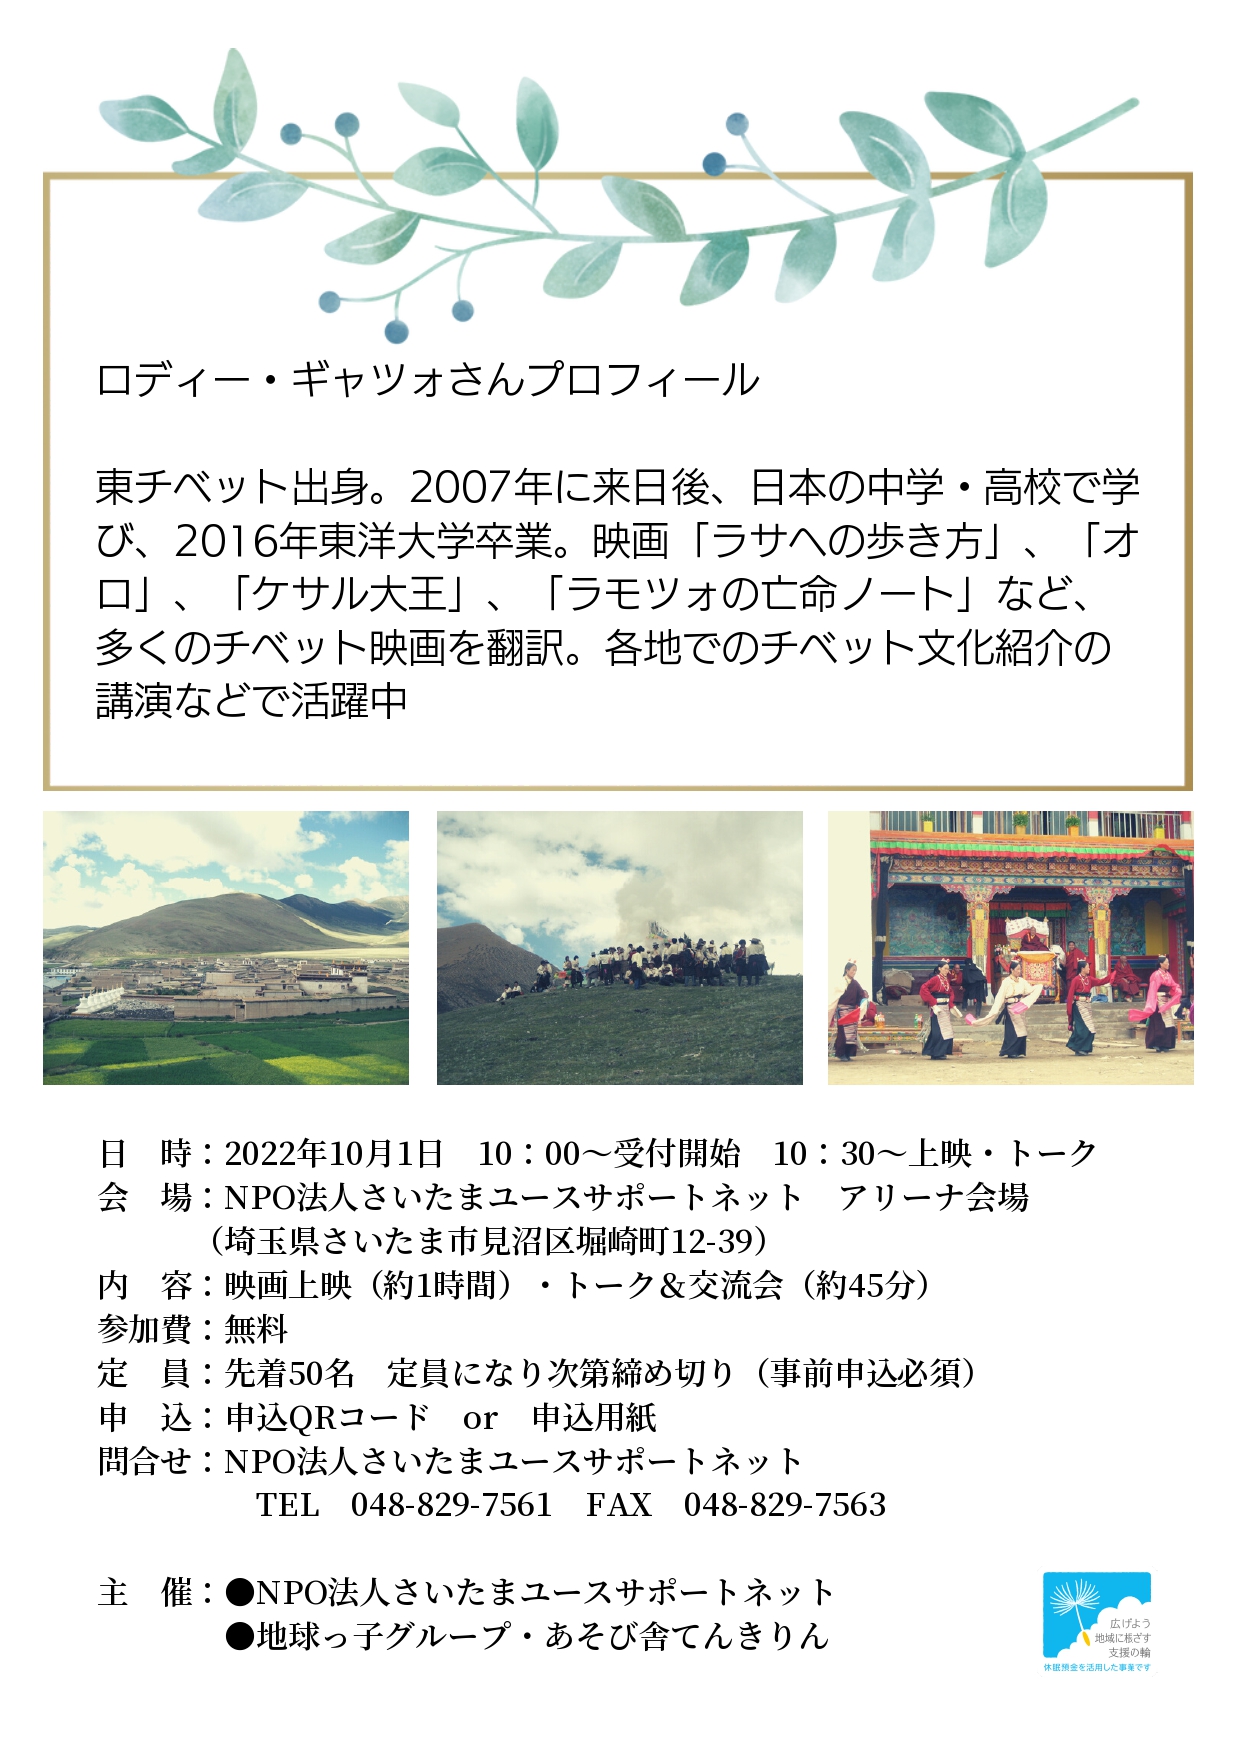 ロディー・ギャツォさんプロフィール
東チベット出身。2007年に来日後、日本の中学・高校で学
び、2016年東洋大学卒業。映画「ラサへの歩き方」、「オ
ロ」、「ケサル大王」、「ラモツォの亡命ノート」など、
多くのチベット映画を翻訳。各地でのチベット文化紹介の
講演などで活躍中
日　時：2022年10月1日　10：00～受付開始　10：30～上映・トーク
会　場：NPO法人さいたまユースサポートネット　アリーナ会場
（埼玉県さいたま市見沼区堀崎町12-39）
内　容：映画上映（約1時間）・トーク＆交流会（約45分）
参加費：無料
定　員：先着50名　定員になり次第締め切り（事前申込必須）
申　込：申込QRコード　or　申込用紙
問合せ：NPO法人さいたまユースサポートネット
TEL　048-829-7561　FAX　048-829-7563
主　催：●NPO法人さいたまユースサポートネット
●地球っ子グループ・あそび舎てんきりん
広げよう
地域に根ざす
支援の輪
休眠預金を活用した事業です